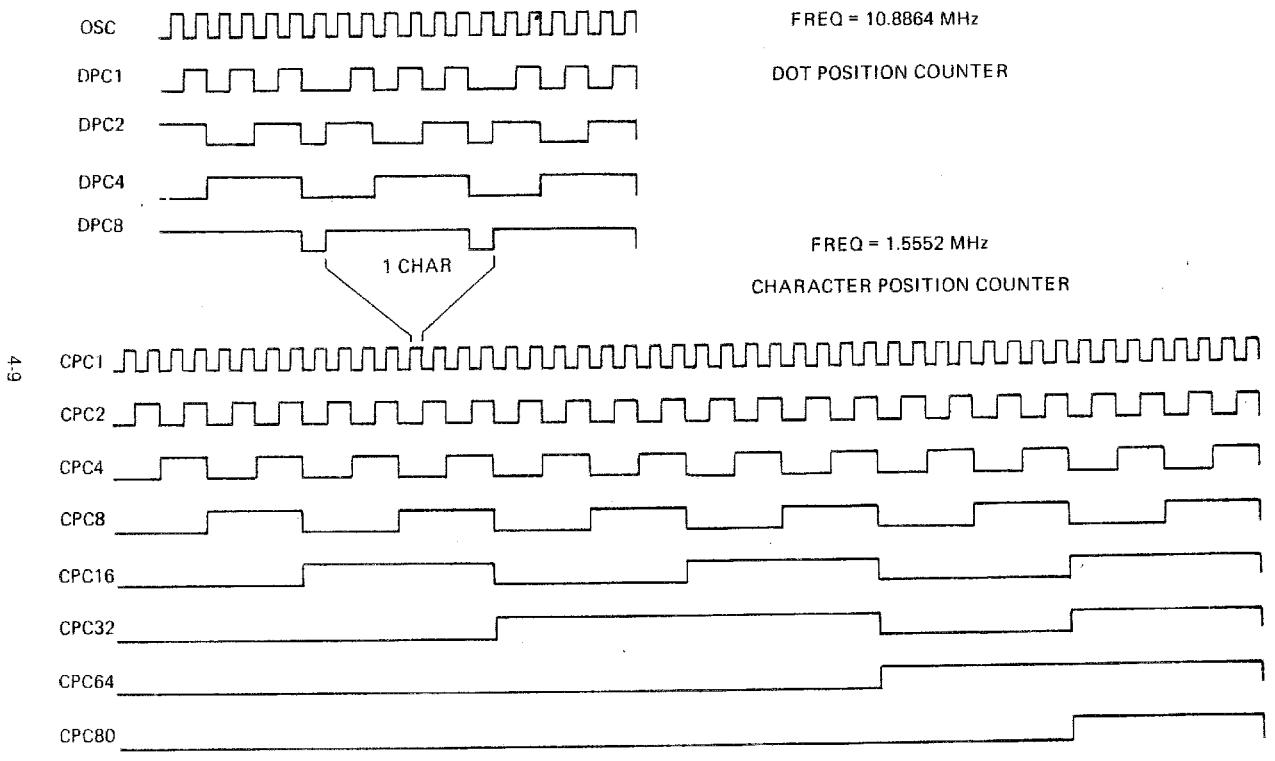 OSC
FREQ = 10.8864 MHz
DPC1
DOT POSITION COUNTER
DPC2
DPC4
DPC8
FREQ = 1.5552 MHz
1 CHAR
CHARACTER POSITION COUNTER
CPC1
4-9
CPC2
CPC4
CPC8
CPC16
CPC32
CPC64
CPC80